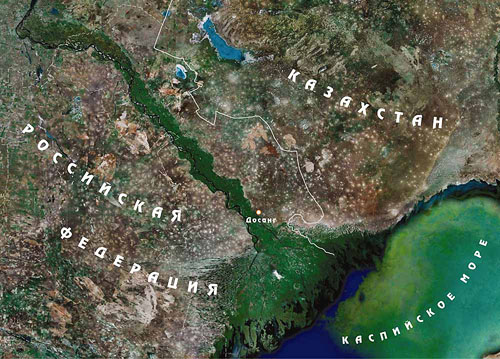 КАЗАХСТАН
РОССИЙСКАЯ
ФЕДЕРАЦИЯ
Досанг
КАСПИЙСКОЕ МОРЕ